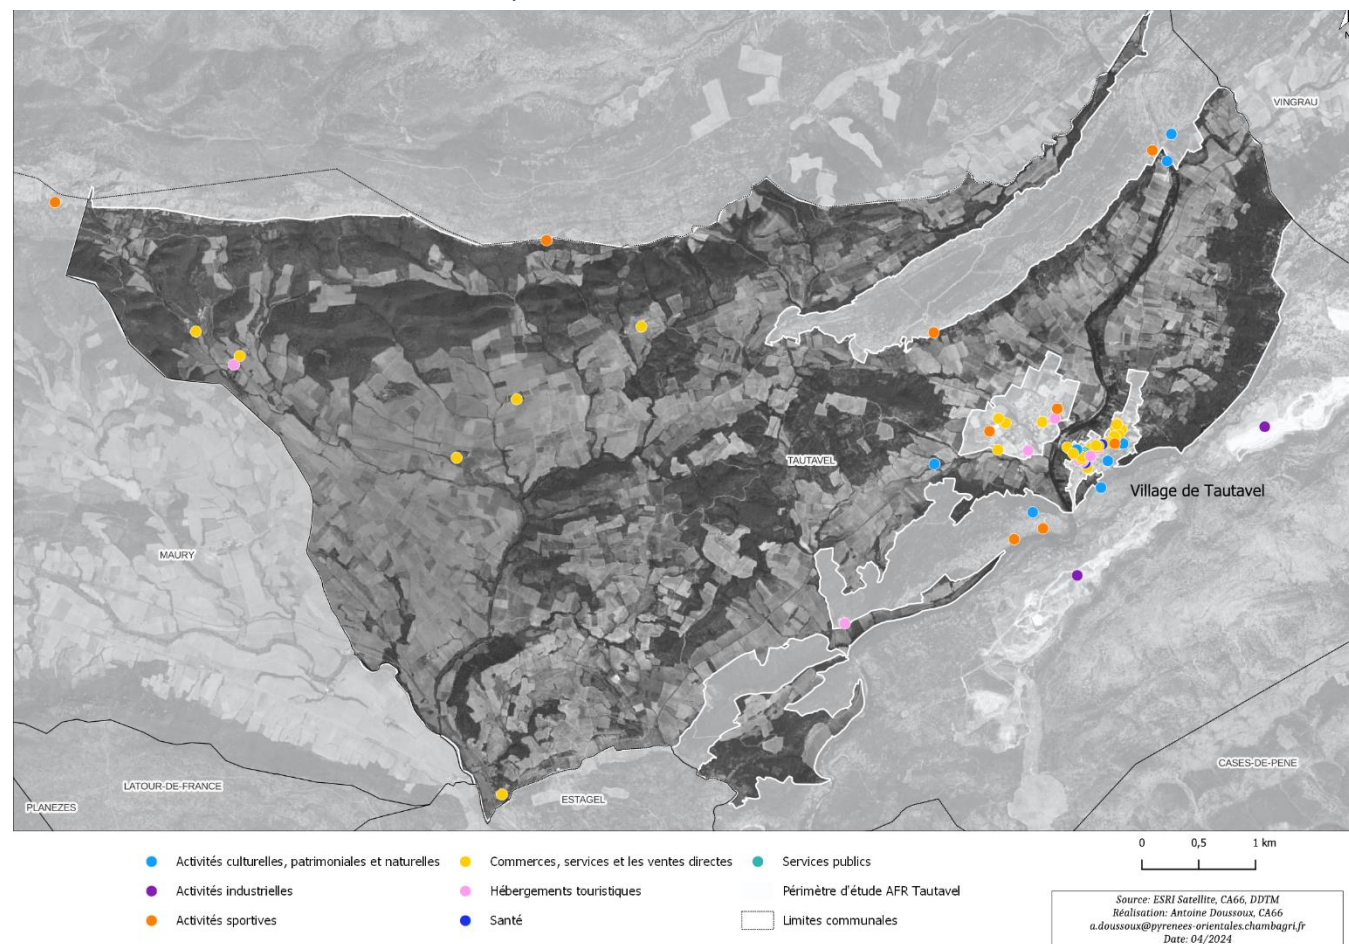 N
VINGRAU
TAUTAVEL
Village de Tautavel
MAURY
CASES-DE-PENE
LATOUR-DE-FRANCE
ESTAGEL
PLANEZES
0 0,5 1 km
Activités culturelles, patrimoniales et naturelles
Activités industrielles
Activités sportives
Commerces, services et les ventes directes
Hébergements touristiques
Santé
Services publics
Périmètre d'étude AFR Tautavel
Limites communales
Source: ESRI Satellite, CA66, DDTM
Réalisation: Antoine Doussoux, CA66
a.doussoux@pyrenees-orientales.chambagri.fr
Date: 04/2024